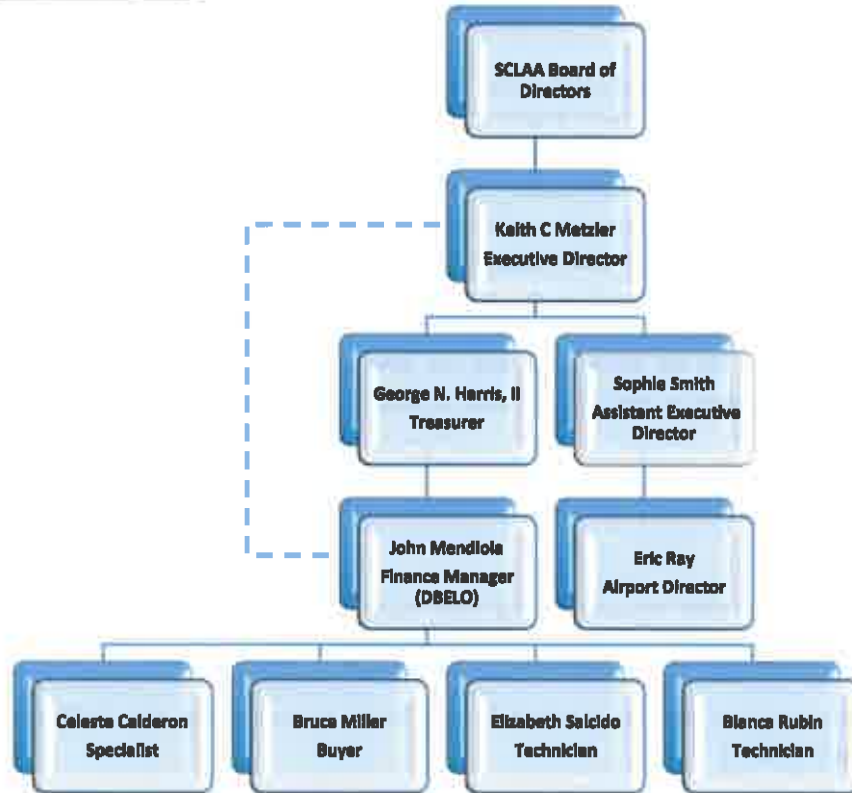 SCLAA Board of
Directors
Keith C Metzler
Executive Director
George N. Harris, II
Treasurer
Sophie Smith
Assistant Executive
Director
John Mendiola
Finance Manager
(DBELO)
Eric Ray
Airport Director
Celeste Calderon
Specialist
Bruce Miller
Buyer
Elizabeth Salcido
Technician
Bianca Rubin
Technician